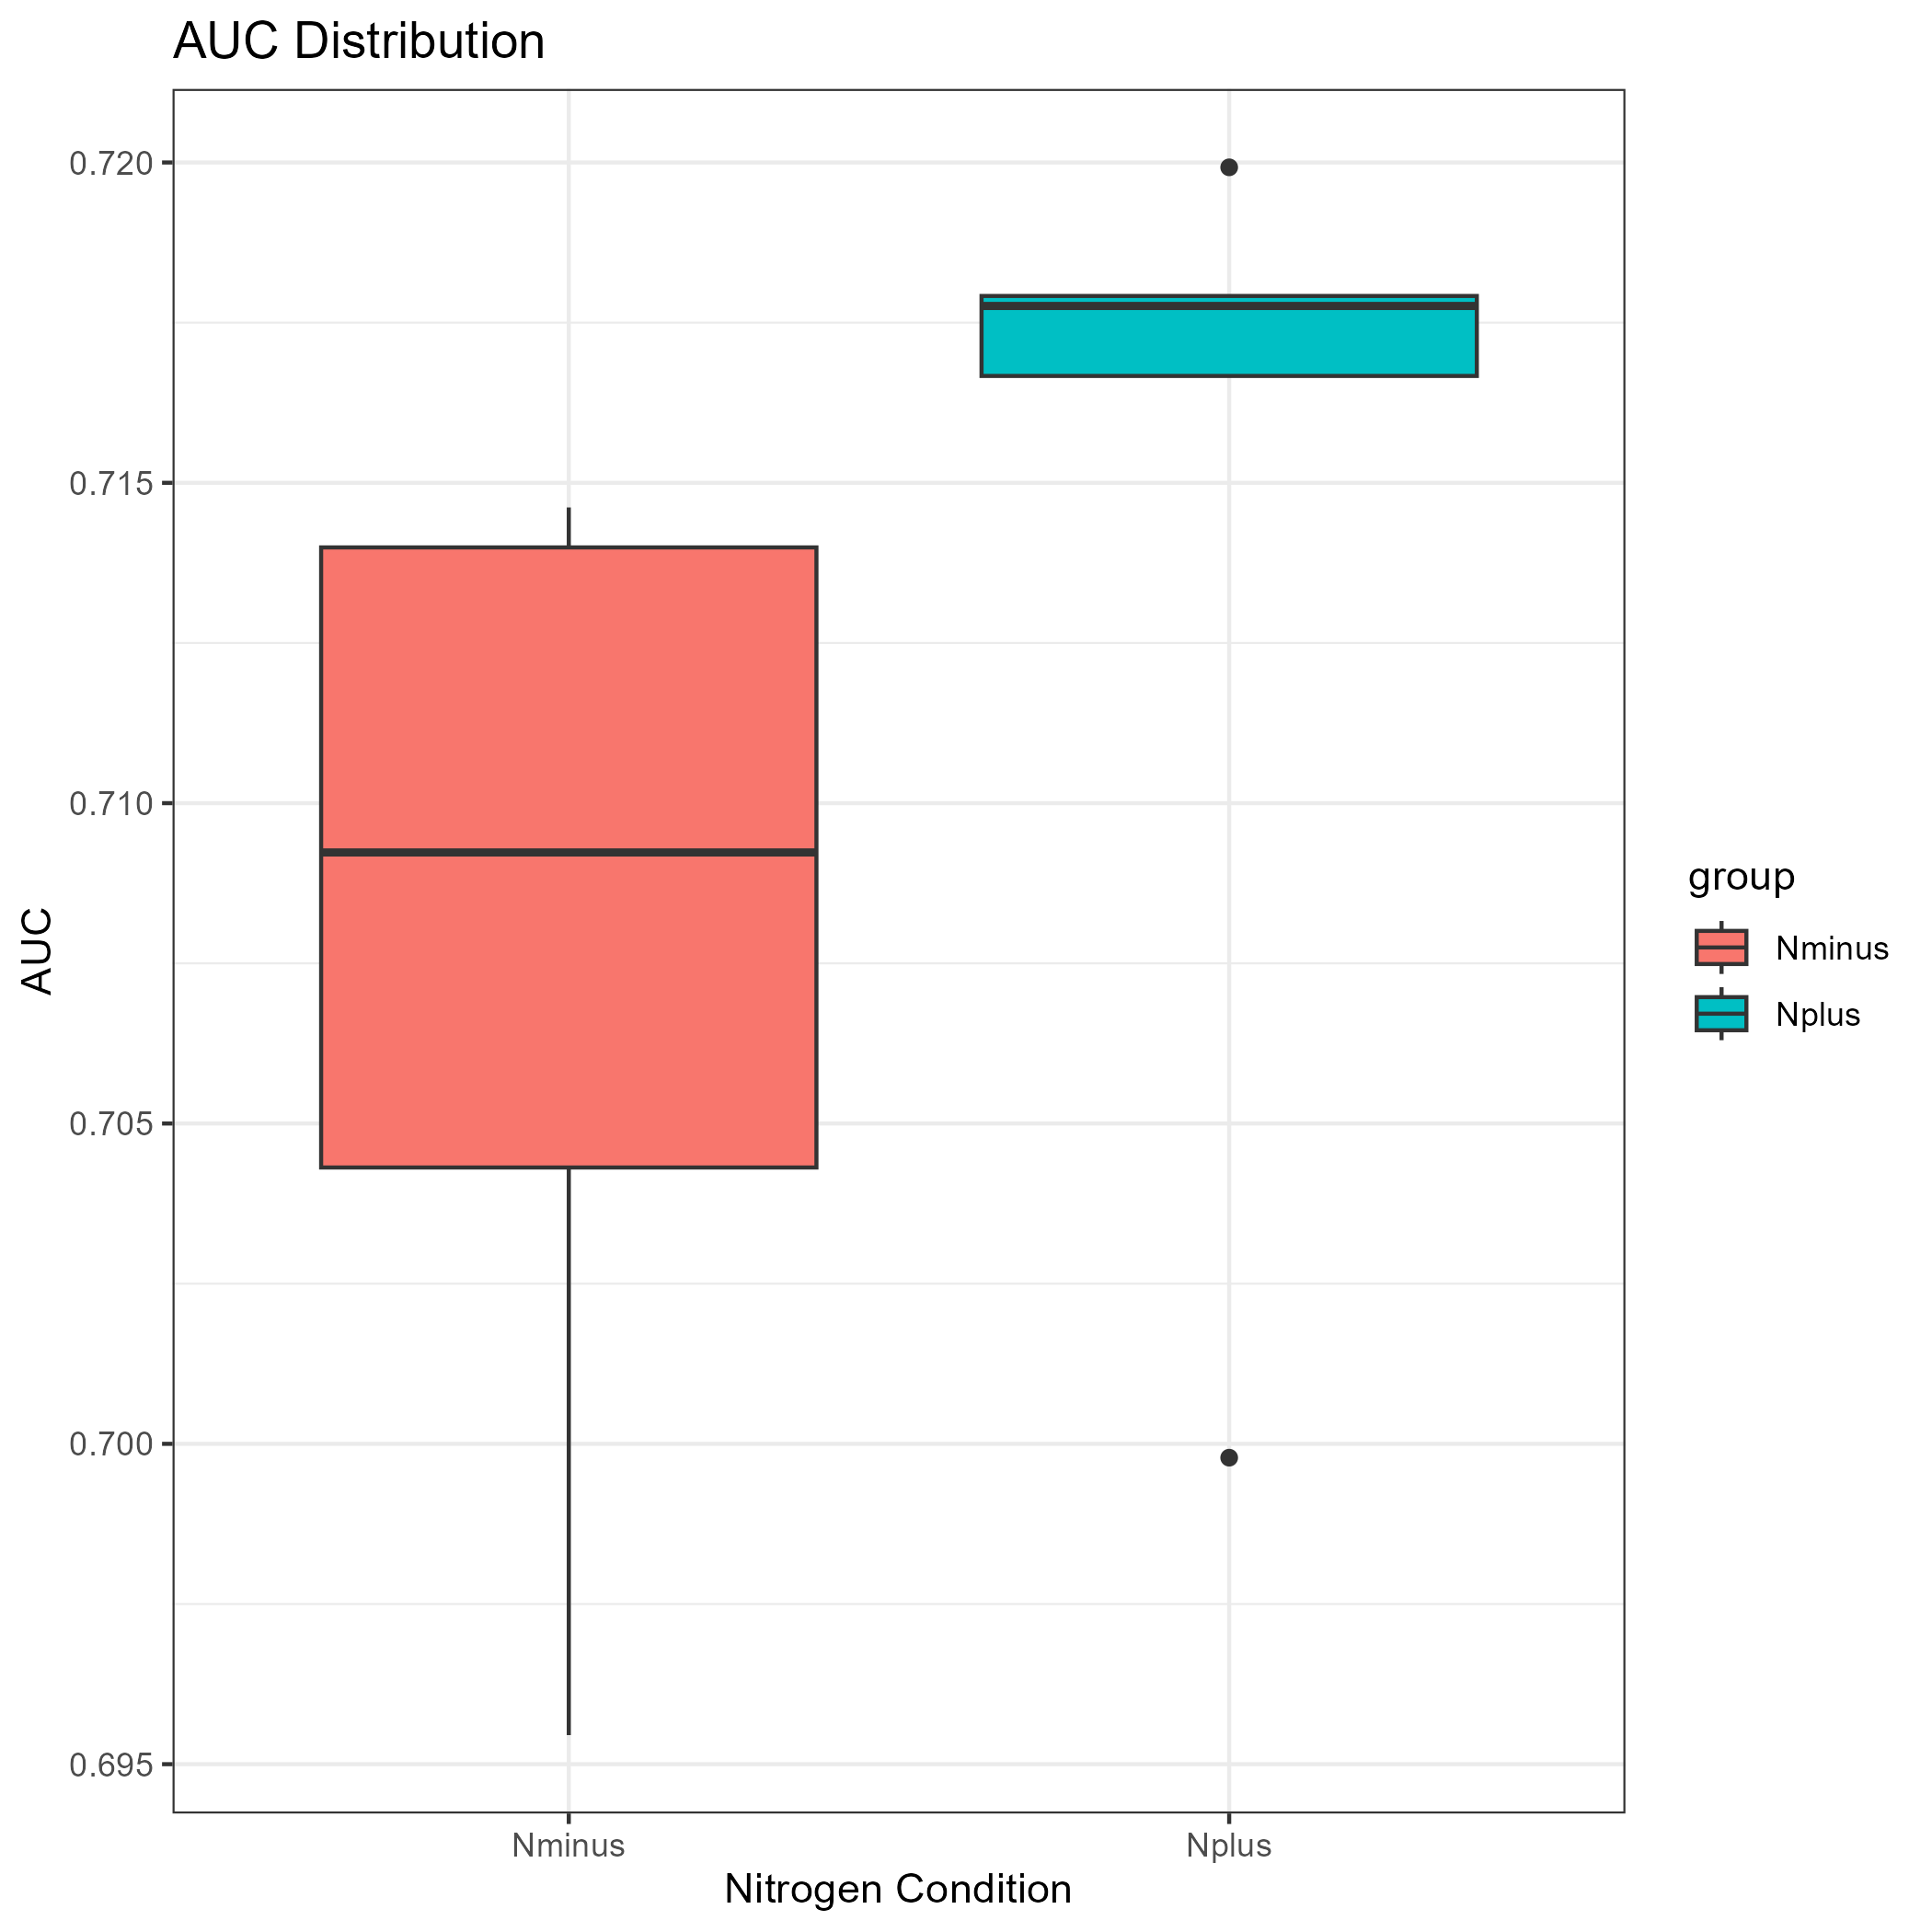 AUC Distribution
0.720
0.715
0.710
0.705
0.700
0.695
AUC
Nminus
Nplus
Nitrogen Condition
group
Nminus
Nplus